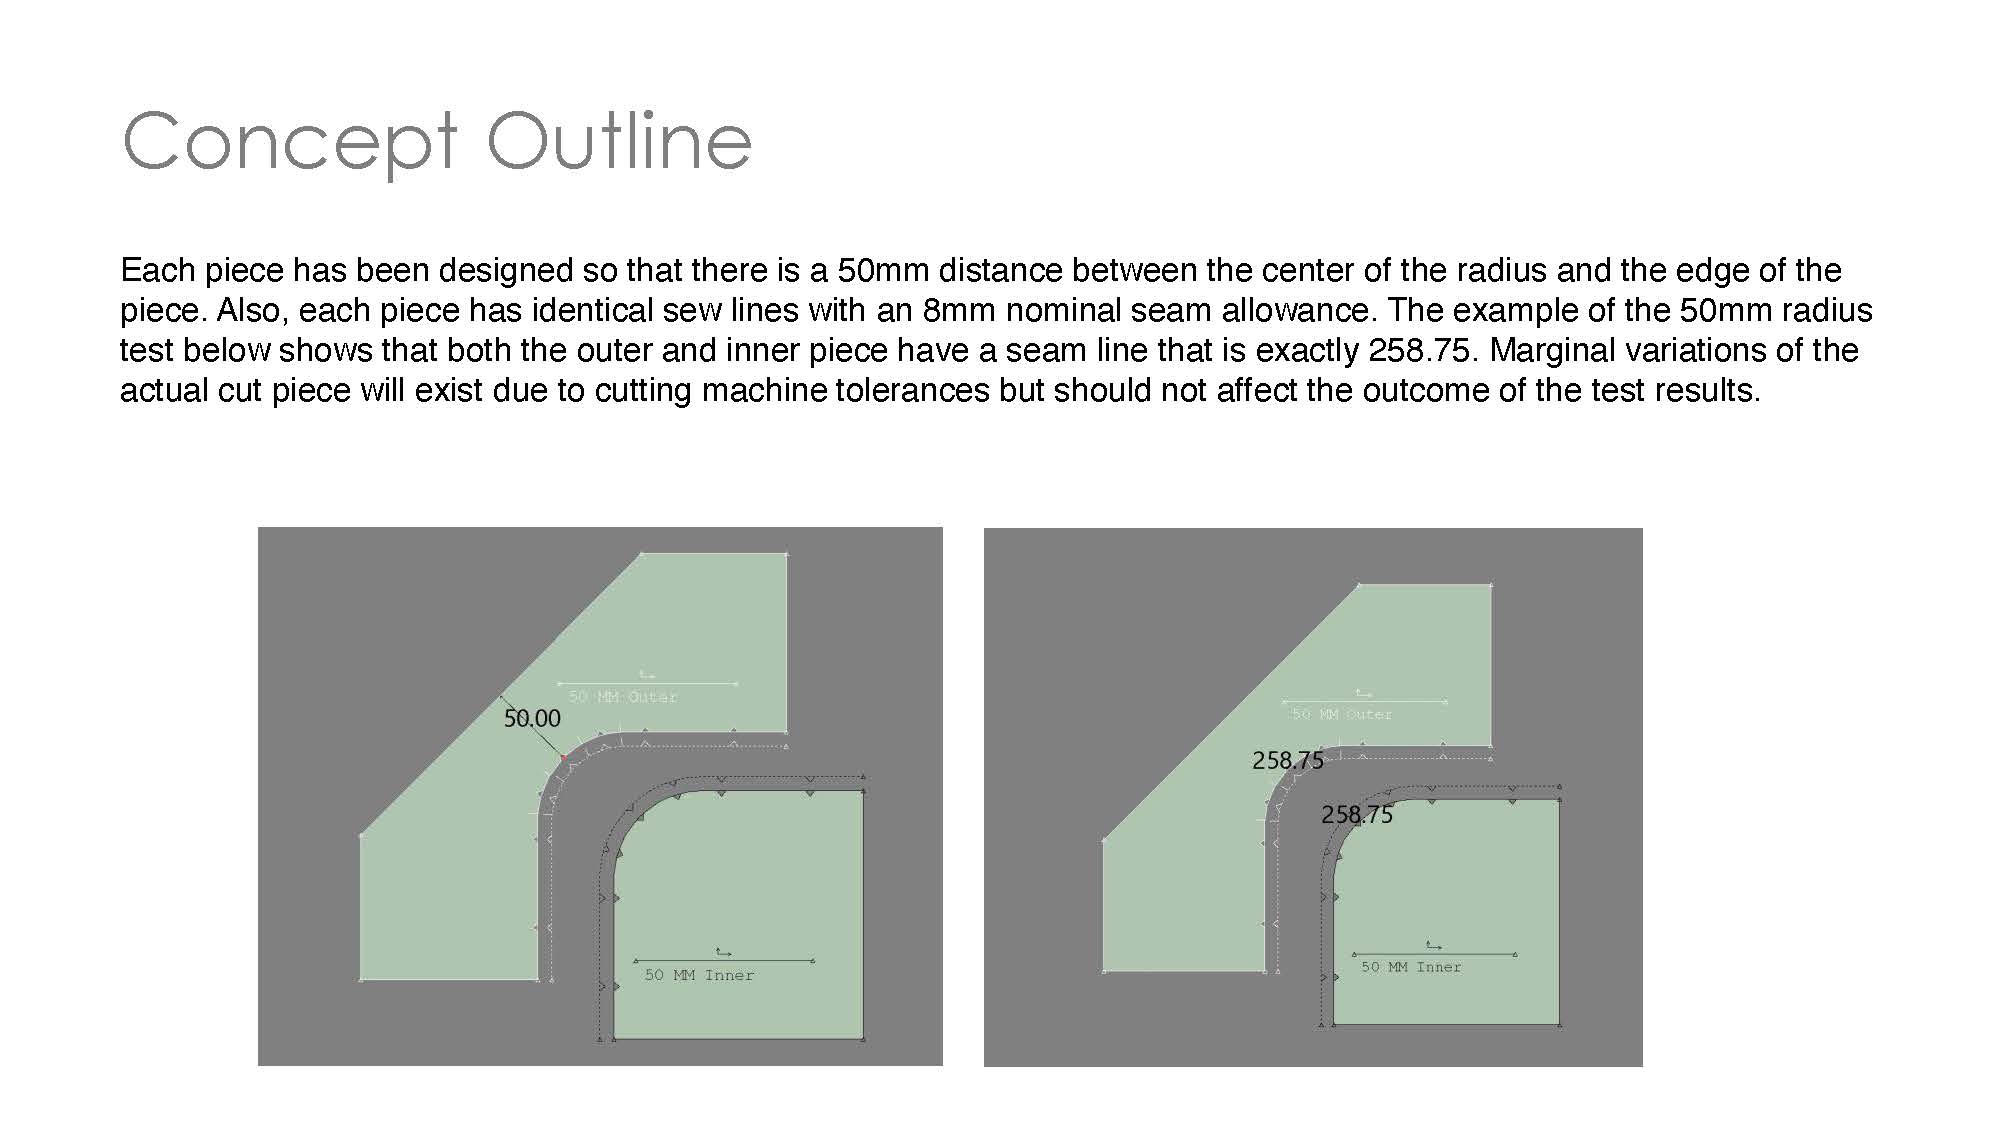 Concept Outline
Each piece has been designed so that there is a 50mm distance between the center of the radius and the edge of the
piece. Also, each piece has identical sew lines with an 8mm nominal seam allowance. The example of the 50mm radius
test below shows that both the outer and inner piece have a seam line that is exactly 258.75. Marginal variations of the
actual cut piece will exist due to cutting machine tolerances but should not affect the outcome of the test results.
50 MM Outer
50.00
50 MM Inner
50 MM Outer
258.75
258.75
50 MM Inner